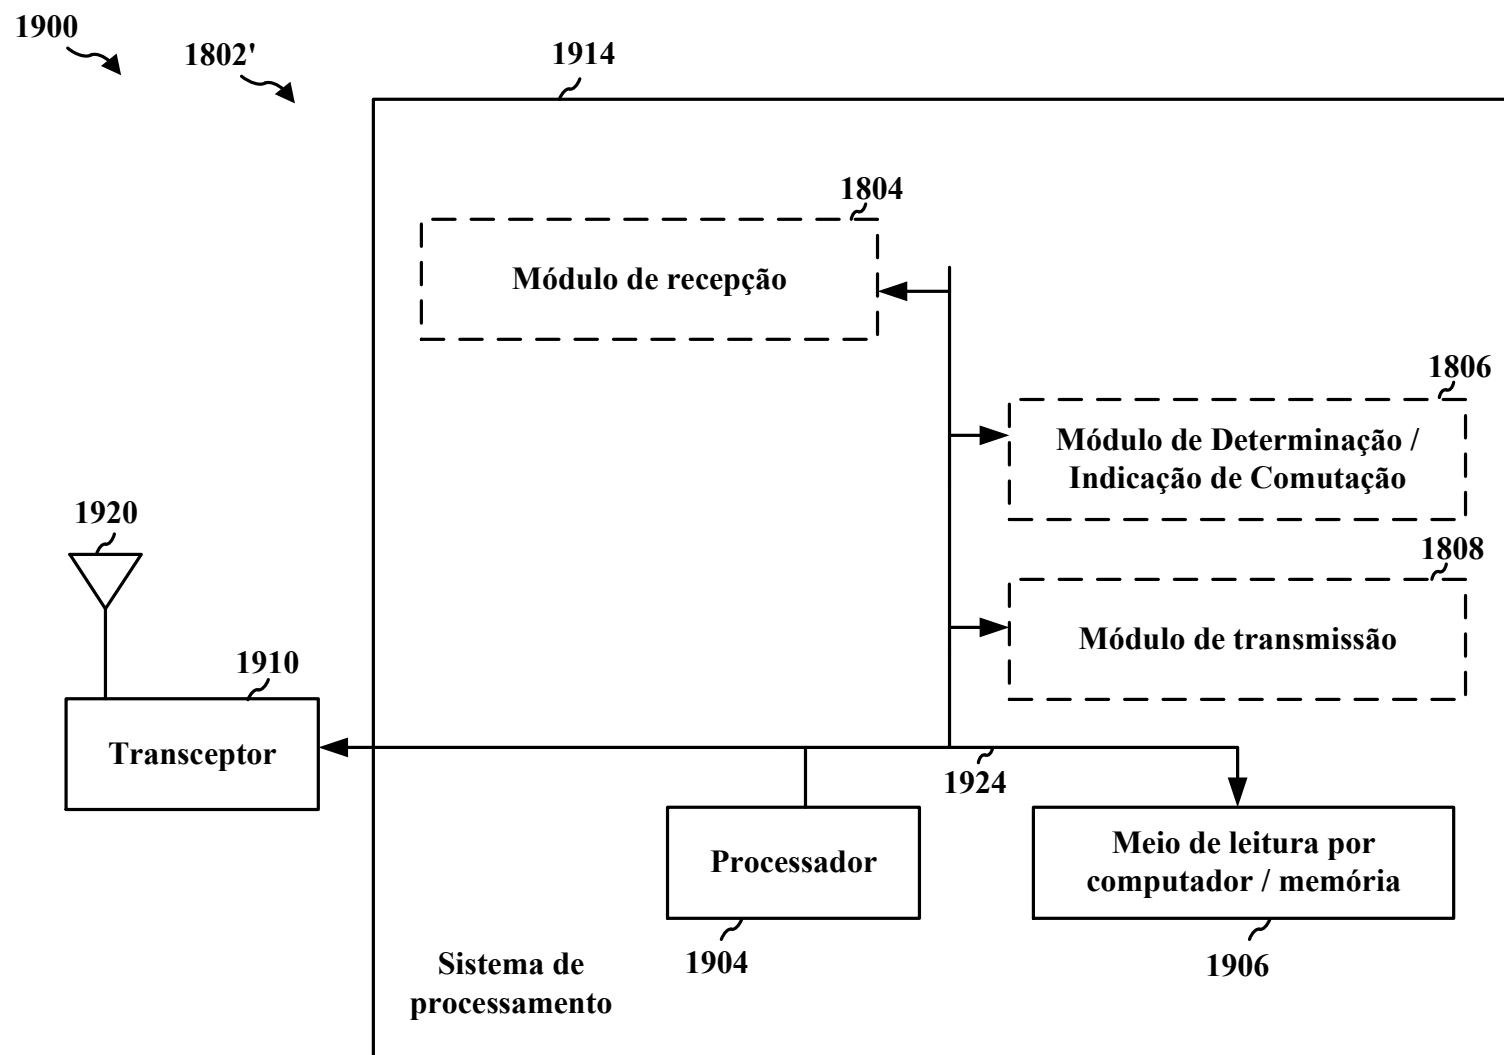 1900
1802'
1914
1804
Módulo de recepção
1806
Módulo de Determinação /
Indicação de Comutação
1920
1808
Módulo de transmissão
1910
Transceptor
1924
Processador
Meio de leitura por
computador / memória
1904
1906
Sistema de
processamento